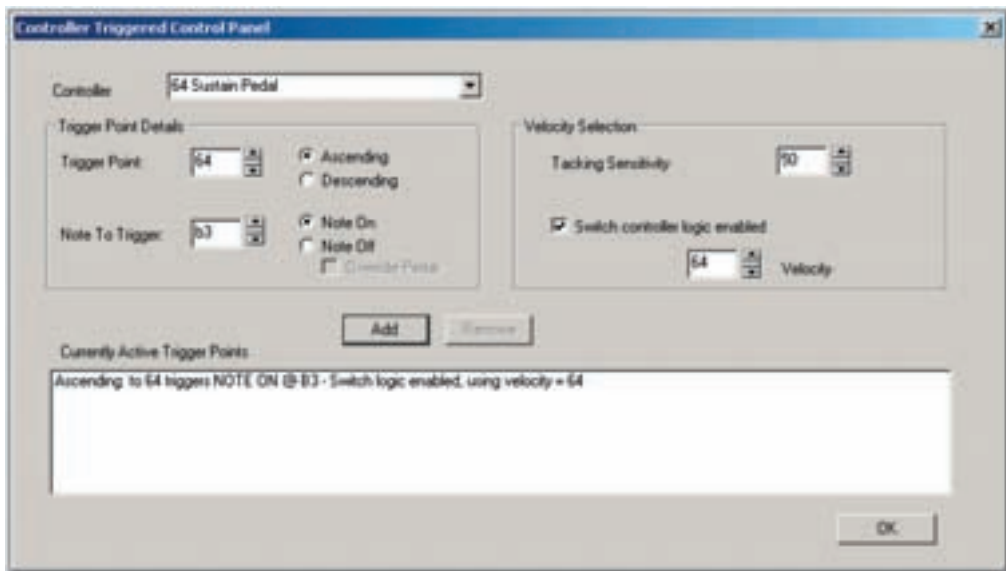 Controller Triggered Control Panel
Controller
64 Sustain Pedal
Trigger Point Details
Trigger Point:
64
Ascending
Descending
Note To Trigger:
b3
Note On
Note Off
Override Pedal
Velocity Selection
Tacking Sensitivity
90
Switch controller logic enabled
64
Velocity
Add
Remove
Currently Active Trigger Points
Ascending to 64 triggers NOTE ON @ B3 - Switch logic enabled, using velocity = 64
OK